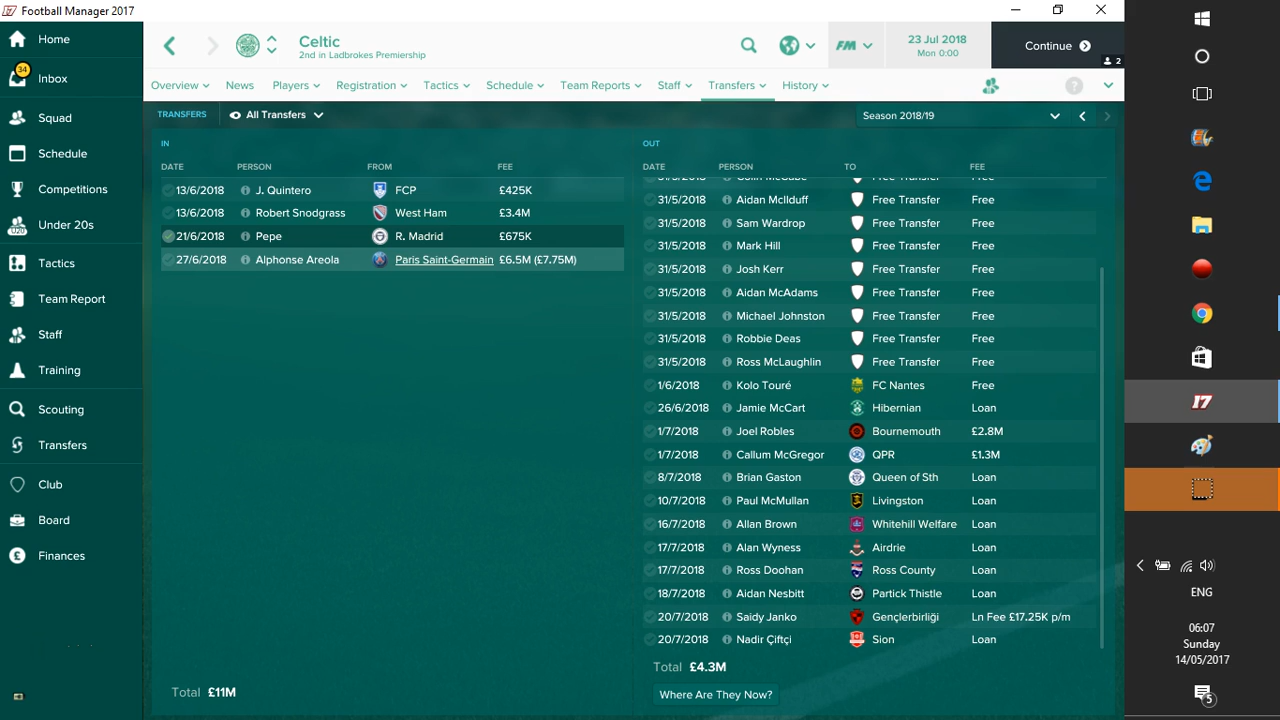 Football Manager 2017
Home
34
Inbox
Squad
Schedule
Competitions
Under 20s
Tactics
Team Report
Staff
Training
Scouting
Transfers
Club
Board
Finances
Celtic
2nd in Ladbrokes Premiership
FM
23 Jul 2018
Mon 0:00
Continue
2
Overview News Players Registration Tactics Schedule Team Reports Staff Transfers History ?
TRANSFERS All Transfers Season 2018/19
IN
DATE PERSON FROM FEE
13/6/2018 J. Quintero FCP £425K
13/6/2018 Robert Snodgrass West Ham £3.4M
21/6/2018 Pepe R. Madrid £675K
27/6/2018 Alphonse Areola Paris Saint-Germain £6.5M (£7.75M)
Total £11M
OUT
DATE PERSON TO FEE
31/5/2018 Aidan McIlduff Free Transfer Free
31/5/2018 Sam Wardrop Free Transfer Free
31/5/2018 Mark Hill Free Transfer Free
31/5/2018 Josh Kerr Free Transfer Free
31/5/2018 Aidan McAdams Free Transfer Free
31/5/2018 Michael Johnston Free Transfer Free
31/5/2018 Robbie Deas Free Transfer Free
31/5/2018 Ross McLaughlin Free Transfer Free
1/6/2018 Kolo Touré FC Nantes Free
26/6/2018 Jamie McCart Hibernian Loan
1/7/2018 Joel Robles Bournemouth £2.8M
1/7/2018 Callum McGregor QPR £1.3M
8/7/2018 Brian Gaston Queen of Sth Loan
10/7/2018 Paul McMullan Livingston Loan
16/7/2018 Allan Brown Whitehill Welfare Loan
17/7/2018 Alan Wyness Airdrie Loan
17/7/2018 Ross Doohan Ross County Loan
18/7/2018 Aidan Nesbitt Partick Thistle Loan
20/7/2018 Saidy Janko Gençlerbirliği Ln Fee £17.25K p/m
20/7/2018 Nadir Çiftçi Sion Loan
Total £4.3M
Where Are They Now?
17
ENG
06:07
Sunday
14/05/2017
5